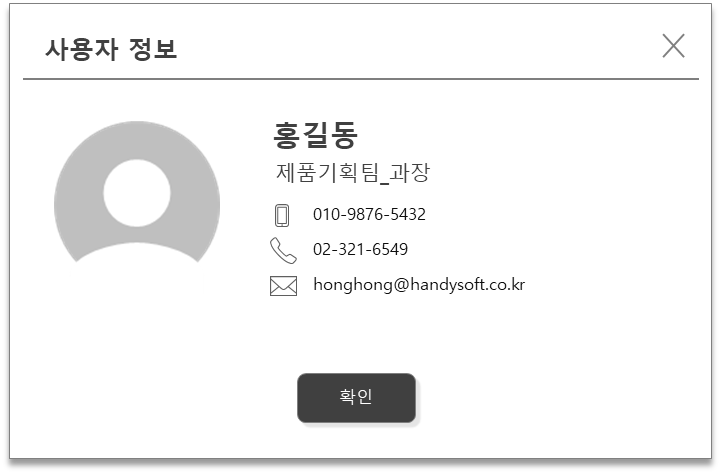 사용자 정보
홍길동
제품기획팀_과장
010-9876-5432
02-321-6549
honghong@handysoft.co.kr
확인